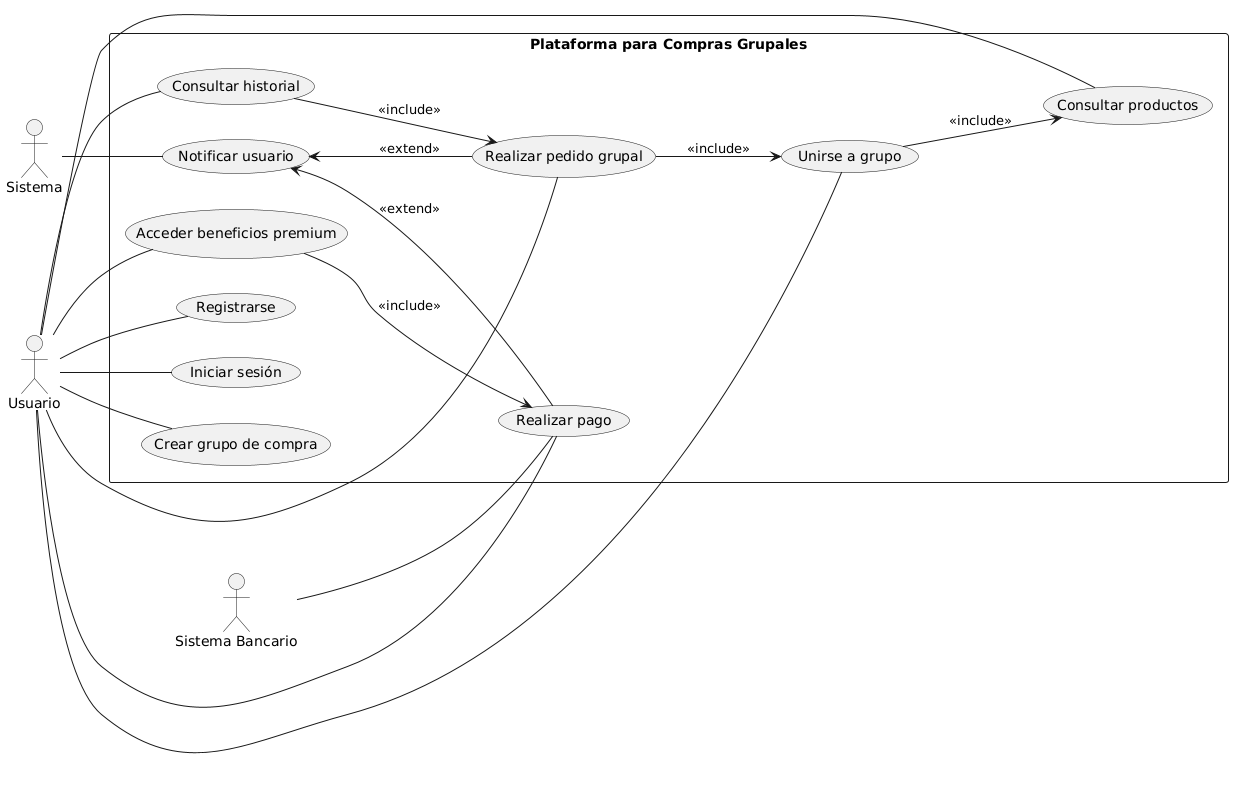 Plataforma para Compras Grupales
Consultar historial
Consultar productos
«include»
«include»
Sistema
Notificar usuario
«extend»
Realizar pedido grupal
«include»
Unirse a grupo
«extend»
Acceder beneficios premium
«include»
Registrarse
Usuario
Iniciar sesión
Realizar pago
Crear grupo de compra
Sistema Bancario